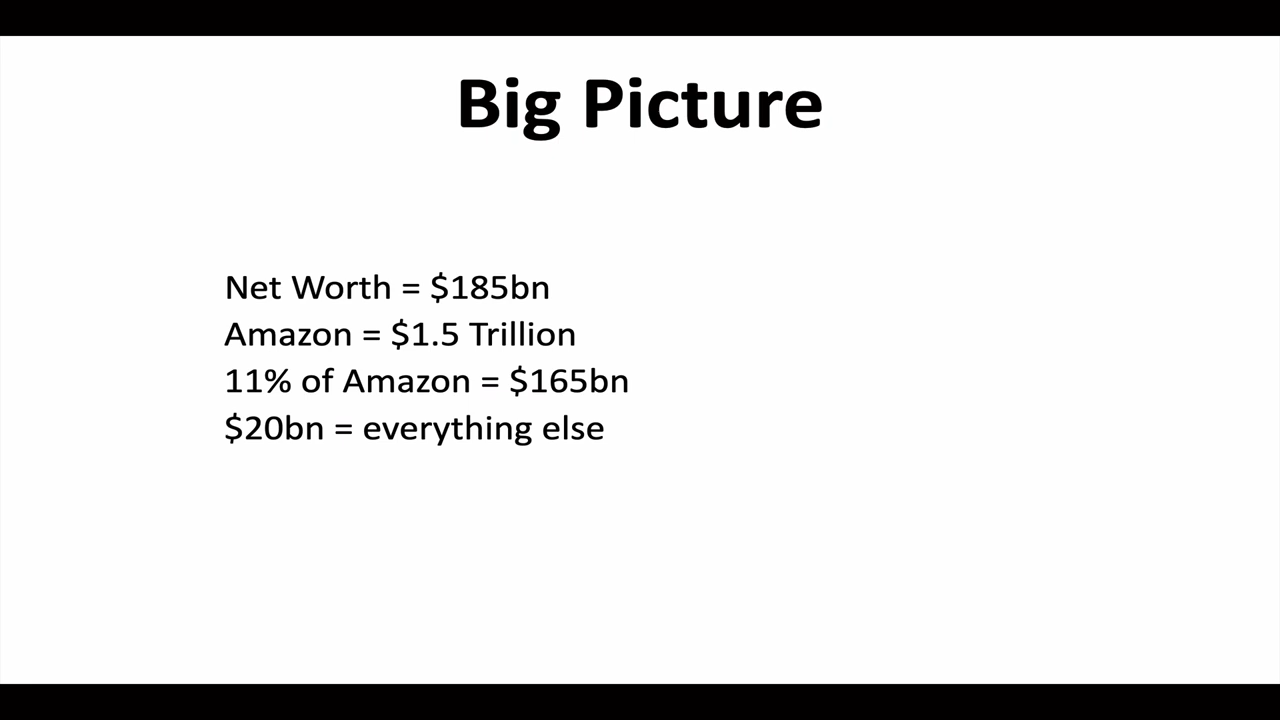 Big Picture
Net Worth = $185bn
Amazon = $1.5 Trillion
11% of Amazon = $165bn
$20bn = everything else